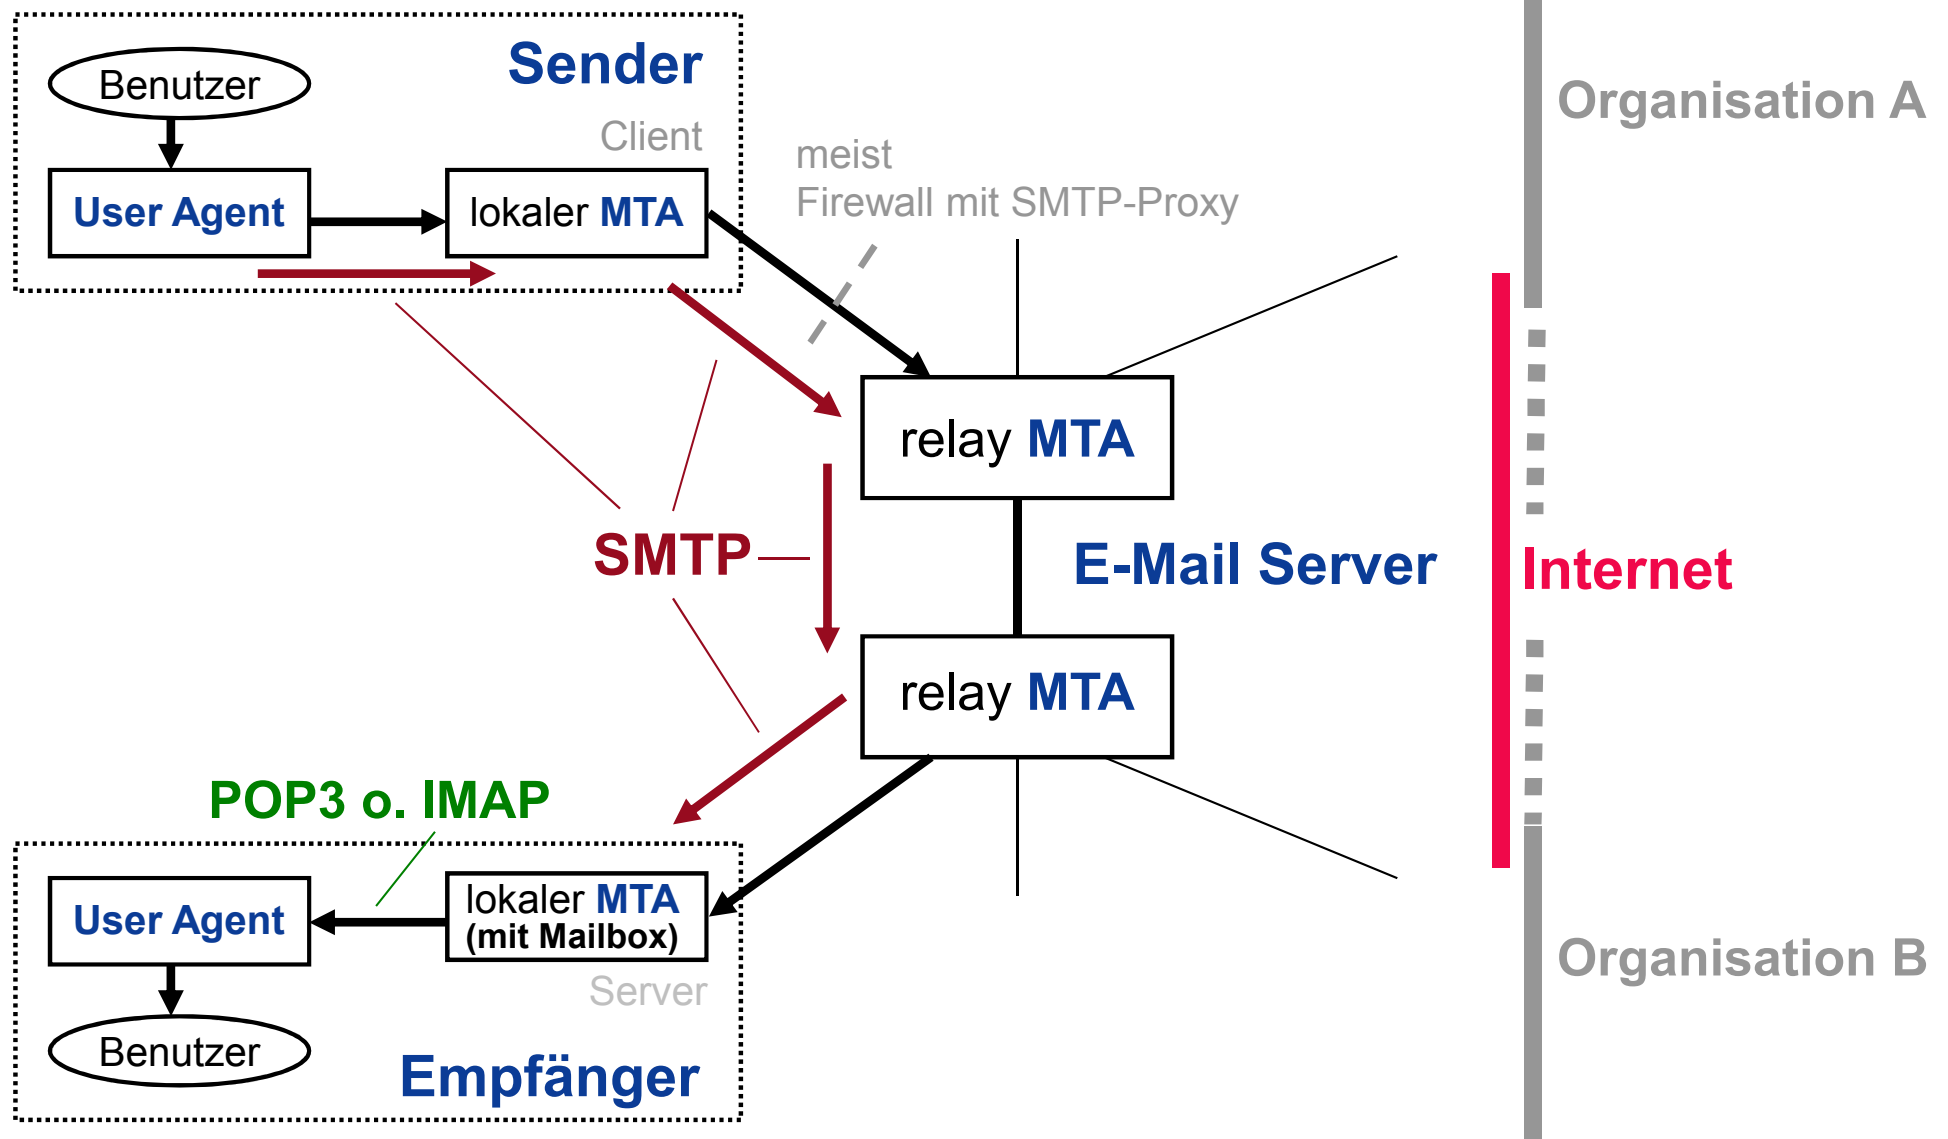 Sender
Organisation A
Benutzer
Client
meist
Firewall mit SMTP-Proxy
User Agent
lokaler MTA
relay MTA
SMTP
E-Mail Server
Internet
relay MTA
POP3 o. IMAP
User Agent
lokaler MTA
(mit Mailbox)
Organisation B
Server
Benutzer
Empfänger